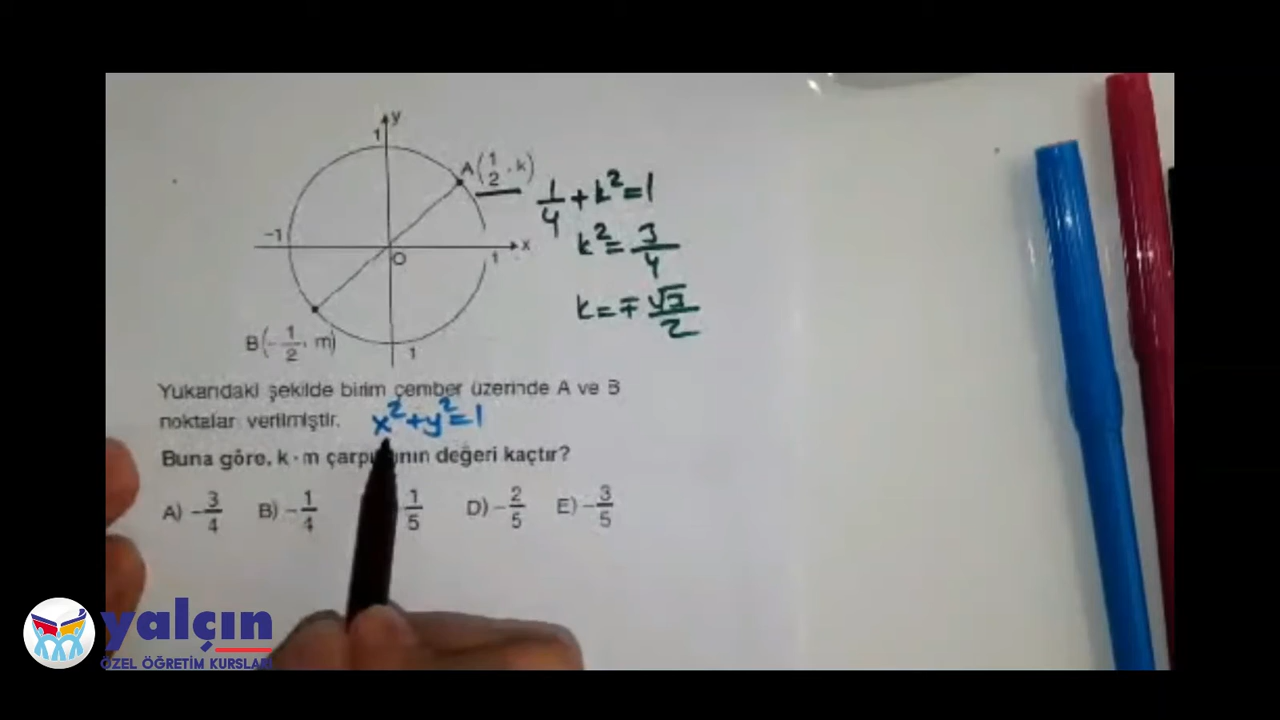 y
1
A(1/2, k)
1/4 + k² = 1
-1
x
O
1
k² = 3/4
k = ∓ √3/2
B(-1/2, m)
1
Yukarıdaki şekilde birim çember üzerinde A ve B
noktalar verilmiştir. x² + y² = 1
Buna göre, k · m değeri kaçtır?
A) -3/4 B) -1/4 1/5 D) -2/5 E) -3/5
yalçın
ÖZEL ÖĞRETİM KURSLARI